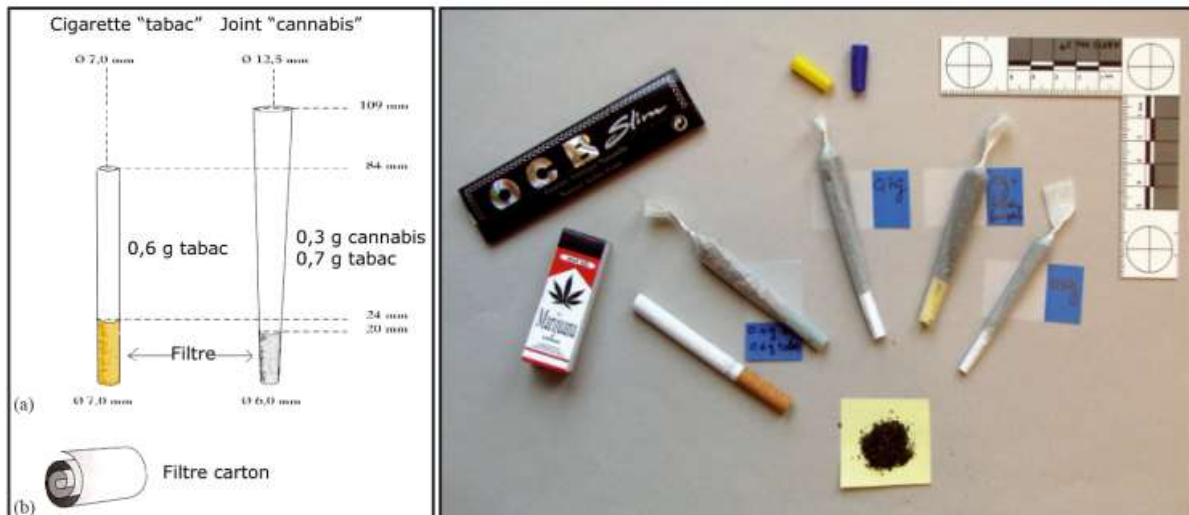 Cigarette “tabac”
Joint “cannabis”
Ø 7,0 mm
Ø 12,5 mm
109 mm
84 mm
0,6 g tabac
0,3 g cannabis
0,7 g tabac
24 mm
20 mm
Filtre
(a)
Ø 7,0 mm
Ø 6,0 mm
Filtre carton
(b)
OCB Slim
Marijuana